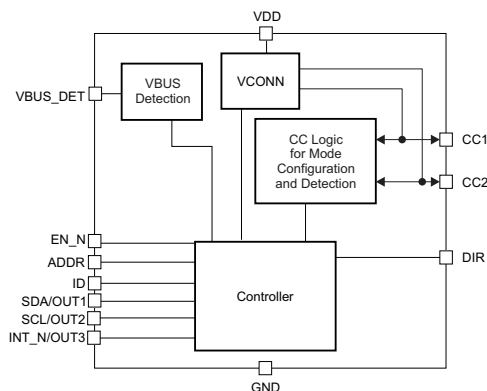 VDD
VBUS_DET
VBUS
Detection
VCONN
CC Logic
for Mode
Configuration
and Detection
CC1
CC2
EN_N
ADDR
ID
SDA/OUT1
SCL/OUT2
INT_N/OUT3
Controller
DIR
GND